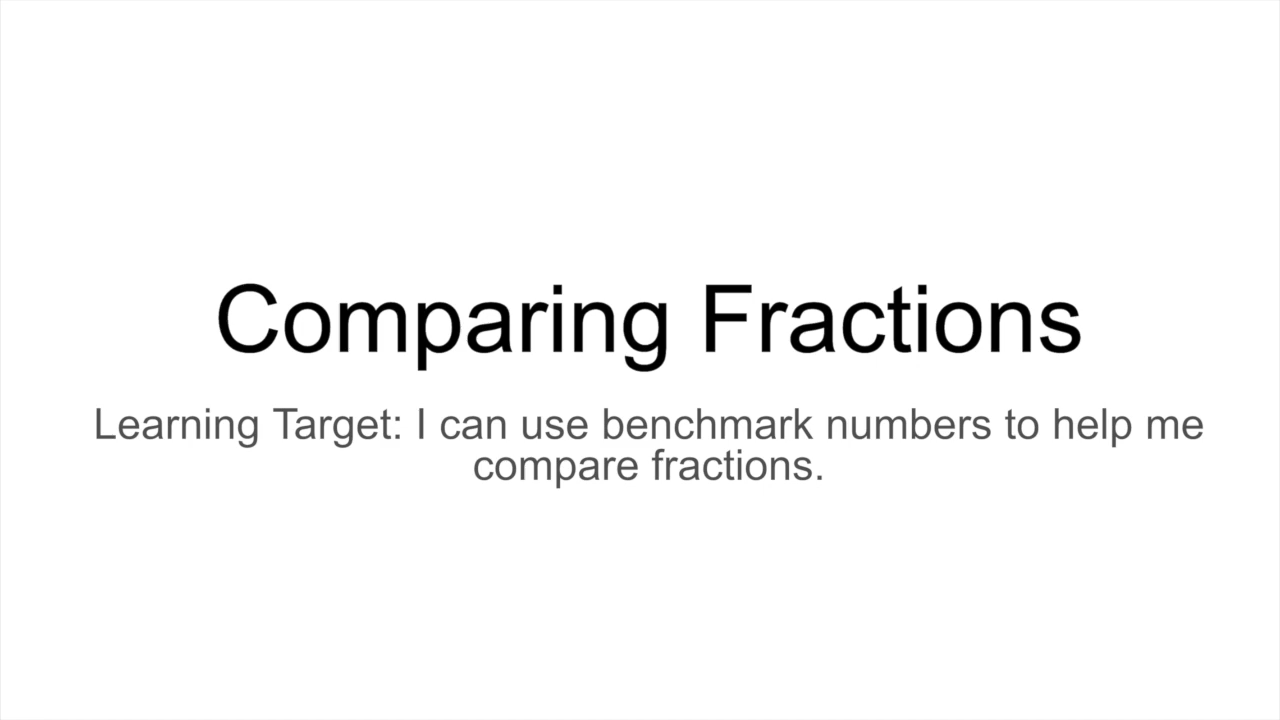 Comparing Fractions
Learning Target: I can use benchmark numbers to help me
compare fractions.